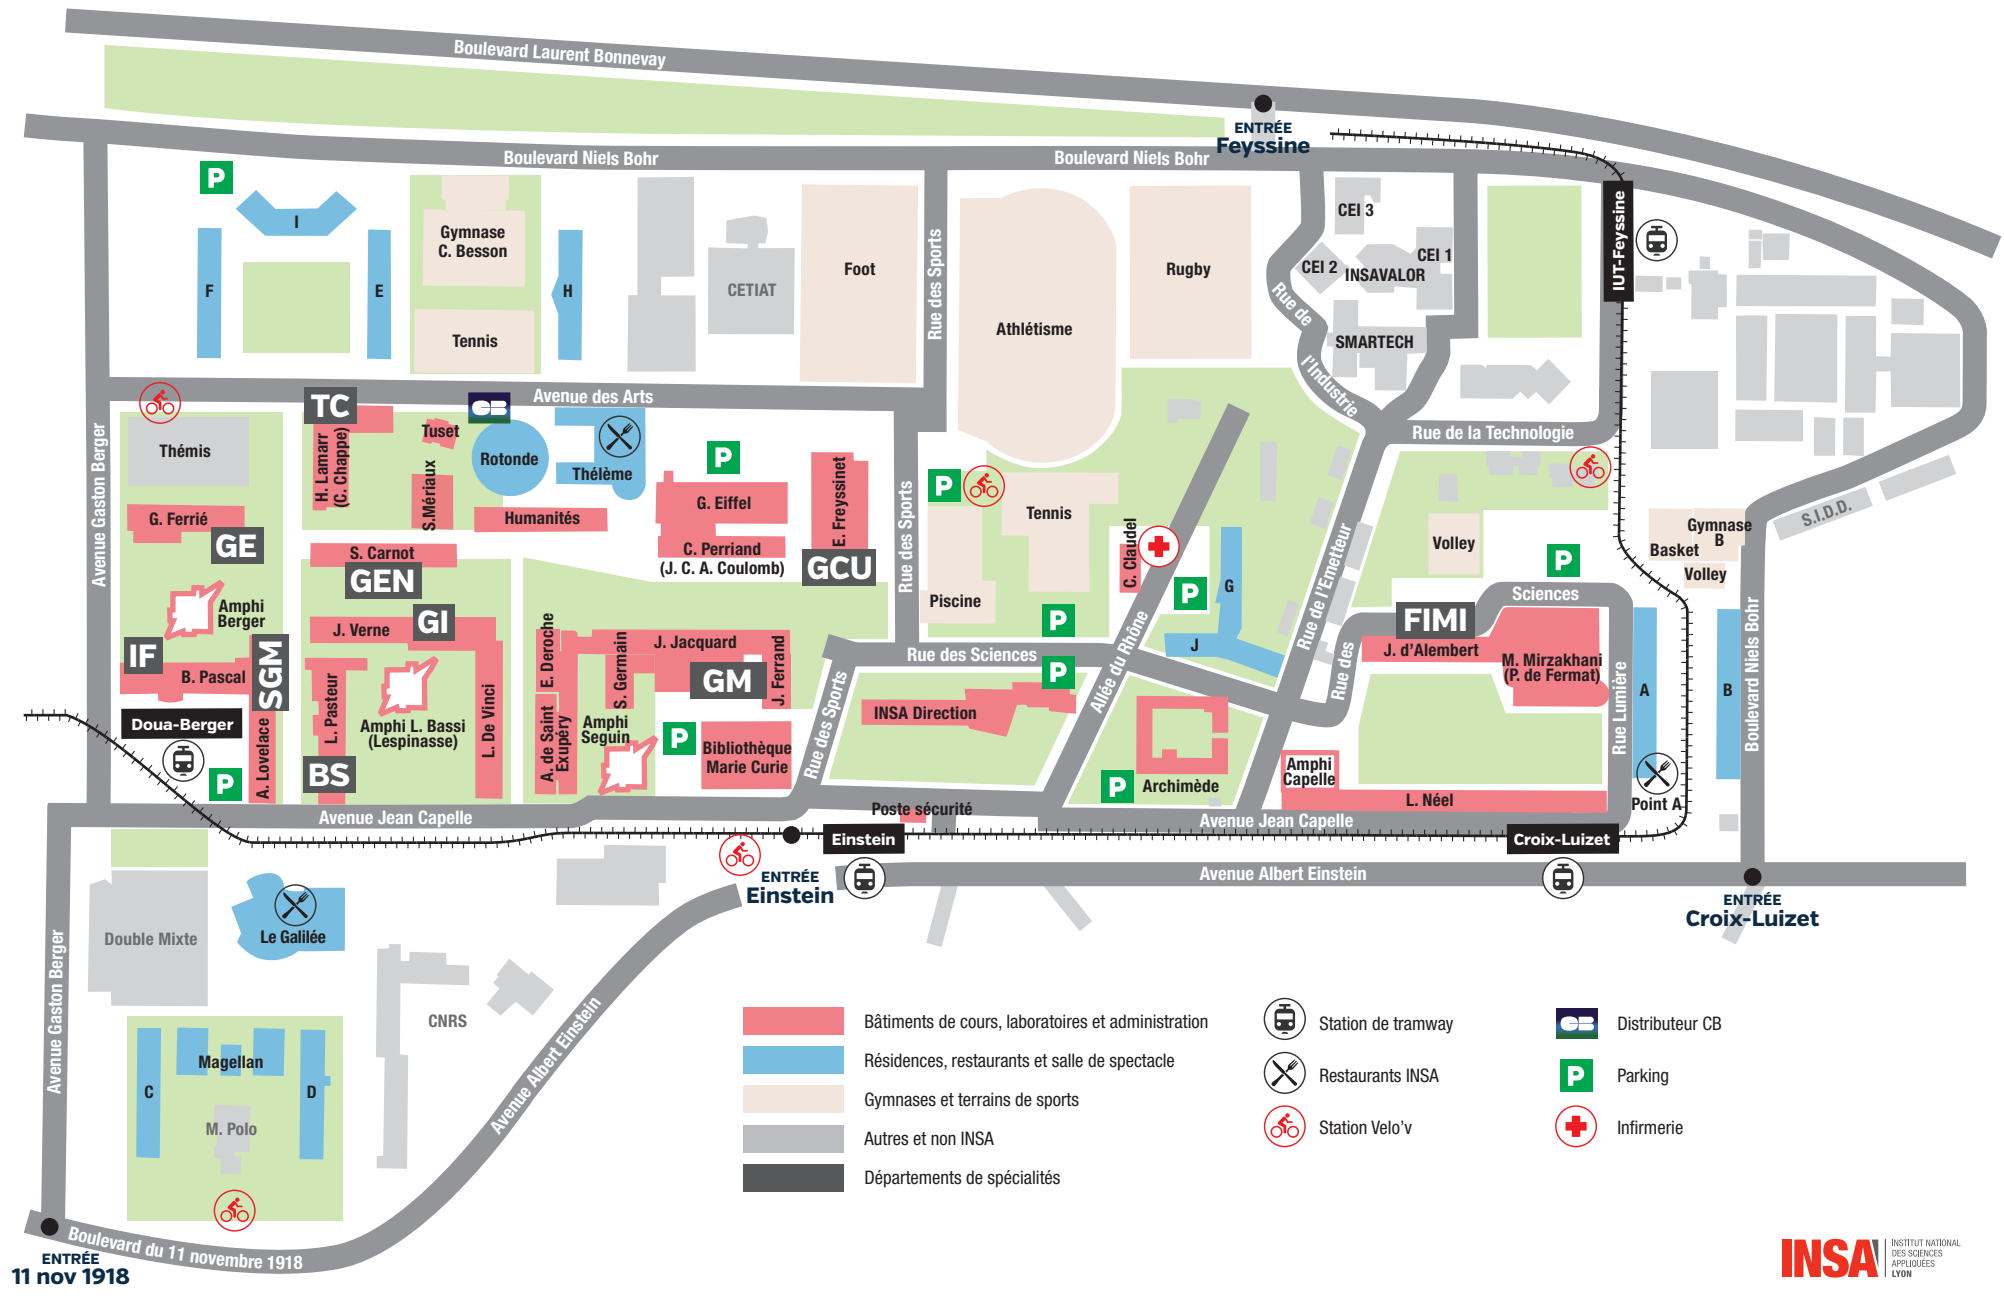 Boulevard Laurent Bonnevay
ENTRÉE
Feyssine
Boulevard Niels Bohr
Boulevard Niels Bohr
P
I
F
E
Gymnase
C. Besson
Tennis
H
CETIAT
Foot
Rue des Sports
Athlétisme
Rugby
CEI 3
CEI 2
CEI 1
INSAVALOR
SMARTECH
Rue de
l'Industrie
IUT-Feyssine
Avenue des Arts
Avenue Gaston Berger
Thémis
TC
H. Lamarr
(C. Chappe)
Tuset
CB
Rotonde
Thélème
S.Mériaux
Humanités
P
G. Eiffel
C. Perriand
(J. C. A. Coulomb)
E. Freyssinet
GCU
Rue des Sports
P
Tennis
Piscine
P
C. Claudel
P
G
J
Rue de l'Emetteur
Rue de la Technologie
Volley
P
Gymnase
B
Basket
Volley
S.I.D.D.
G. Ferrié
GE
S. Carnot
GEN
Amphi
Berger
GI
J. Verne
IF
B. Pascal
SGM
L. Pasteur
Amphi L. Bassi
(Lespinasse)
L. De Vinci
E. Deroche
A. de Saint
Exupéry
S. Germain
J. Jacquard
GM
J. Ferrand
Amphi
Seguin
P
Bibliothèque
Marie Curie
Rue des Sports
Rue des Sciences
P
INSA Direction
Allée du Rhône
Archimède
P
Rue des
Sciences
FIMI
J. d'Alembert
M. Mirzakhani
(P. de Fermat)
Rue Lumière
A
B
Boulevard Niels Bohr
Amphi
Capelle
L. Néel
Point A
Doua-Berger
P
A. Lovelace
BS
Avenue Jean Capelle
Poste sécurité
Avenue Jean Capelle
Einstein
Croix-Luizet
ENTRÉE
Einstein
Avenue Albert Einstein
ENTRÉE
Croix-Luizet
Double Mixte
Le Galilée
CNRS
Avenue Gaston Berger
Magellan
C
D
M. Polo
Avenue Albert Einstein
Boulevard du 11 novembre 1918
ENTRÉE
11 nov 1918
Bâtiments de cours, laboratoires et administration
Résidences, restaurants et salle de spectacle
Gymnases et terrains de sports
Autres et non INSA
Départements de spécialités
Station de tramway
Restaurants INSA
Station Velo'v
CB
Distributeur CB
P
Parking
Infirmerie
INSA
INSTITUT NATIONAL
DES SCIENCES
APPLIQUÉES
LYON